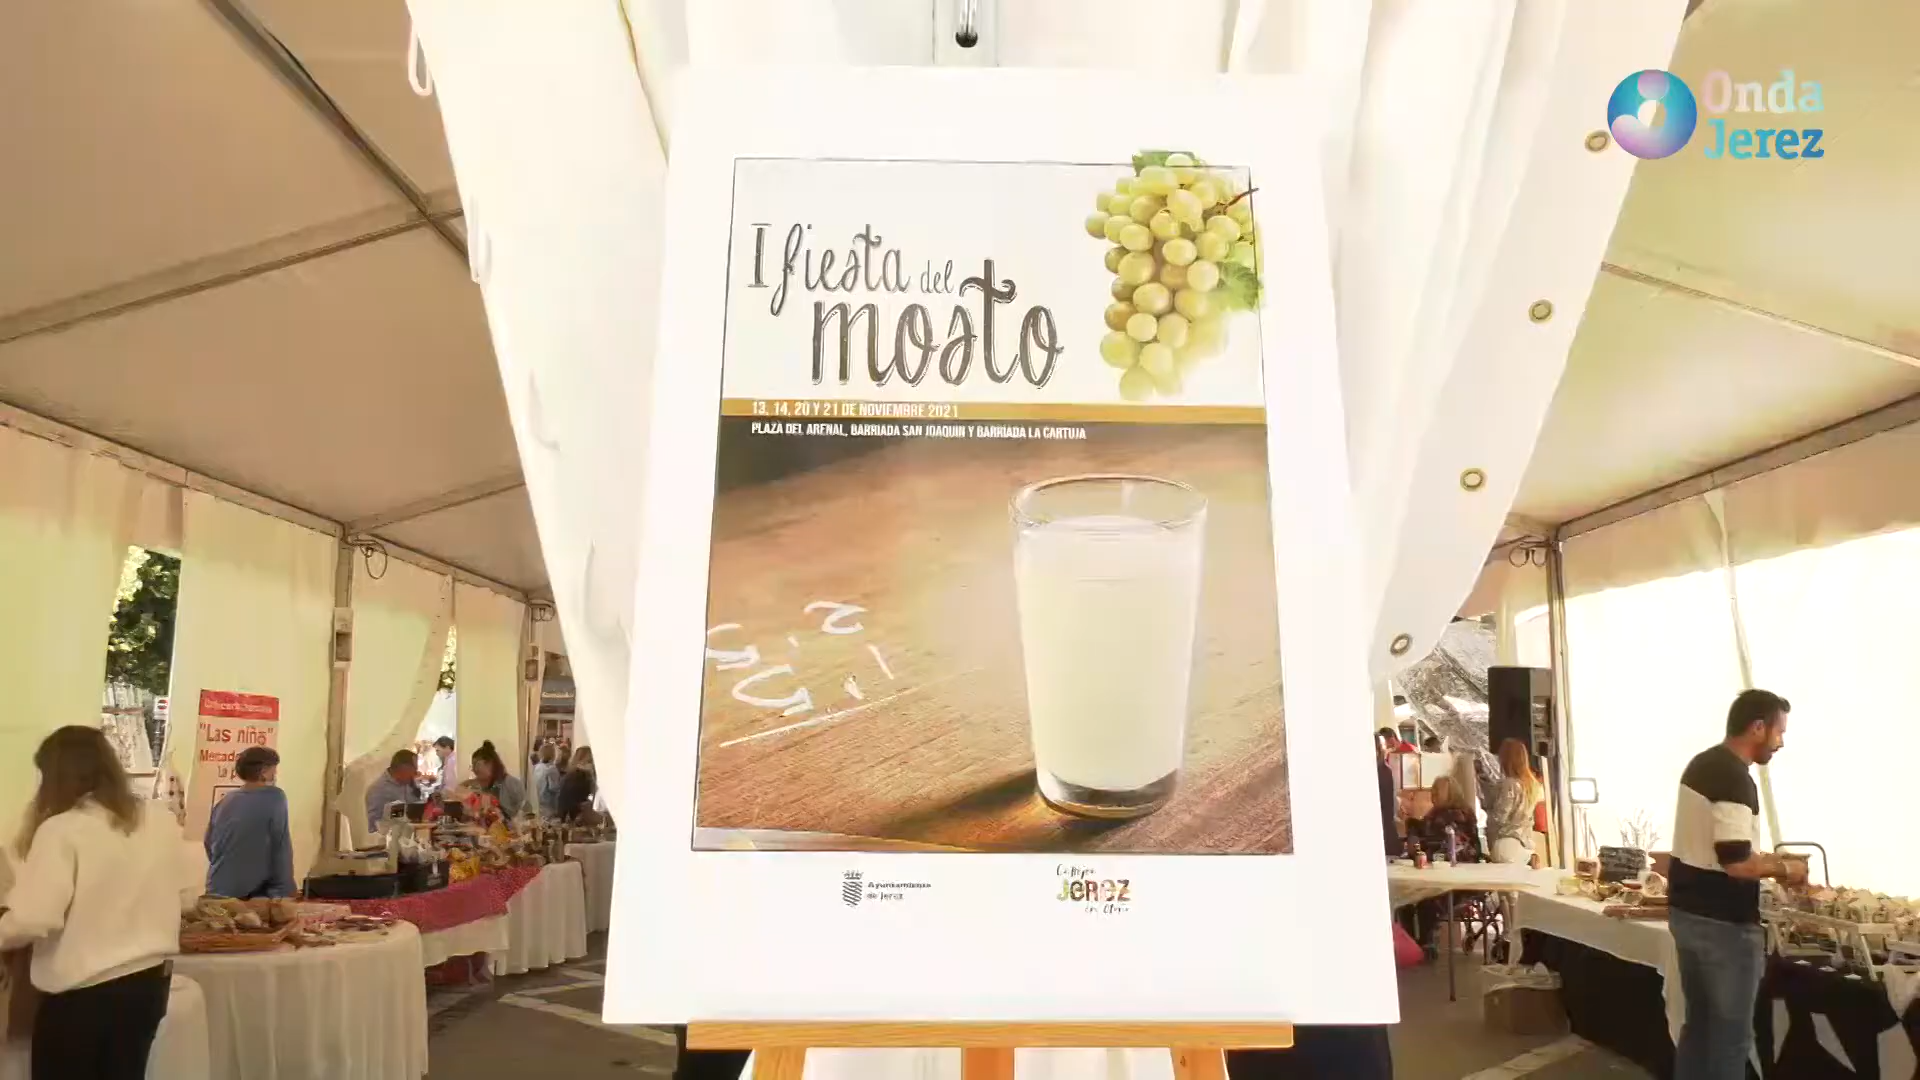 Onda
Jerez
I fiesta del
mosto
13, 14, 20 Y 21 DE NOVIEMBRE 2021
PLAZA DEL ARENAL, BARRIADA SAN JOAQUIN Y BARRIADA LA CARTUJA
"Las niño"
Ayuntamiento
de Jerez
JEREZ